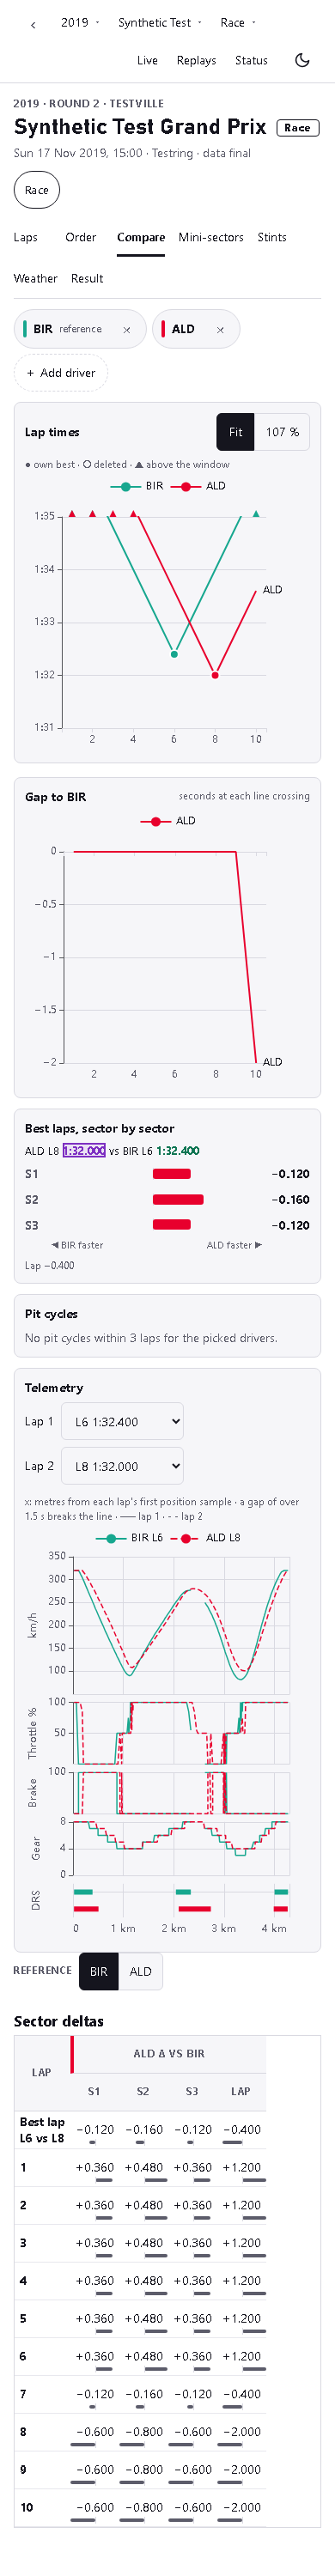 2019 Synthetic Test Race
Live Replays Status
2019 · ROUND 2 · TESTVILLE
Synthetic Test Grand Prix Race
Sun 17 Nov 2019, 15:00 · Testring · data final
Race
Laps Order Compare Mini-sectors Stints
Weather Result
BIR reference × ALD ×
+ Add driver
Lap times Fit 107 %
● own best · O deleted · ▲ above the window
BIR ALD
1:35
1:34
ALD
1:33
1:32
1:31
2 4 6 8 10
Gap to BIR seconds at each line crossing
ALD
0
−0.5
−1
−1.5
−2 ALD
2 4 6 8 10
Best laps, sector by sector
ALD L8 1:32.000 vs BIR L6 1:32.400
S1 −0.120
S2 −0.160
S3 −0.120
◀ BIR faster ALD faster ▶
Lap −0.400
Pit cycles
No pit cycles within 3 laps for the picked drivers.
Telemetry
Lap 1 L6 1:32.400
Lap 2 L8 1:32.000
x: metres from each lap's first position sample · a gap of over
1.5 s breaks the line · — lap 1 · - - lap 2
BIR L6 ALD L8
350
300
250
200
150
100
km/h
100
50
Throttle %
100
Brake
8
4
0
Gear
DRS
0 1 km 2 km 3 km 4 km
REFERENCE BIR ALD
Sector deltas
LAP ALD Δ VS BIR
S1 S2 S3 LAP
Best lap
L6 vs L8 −0.120 −0.160 −0.120 −0.400
1 +0.360 +0.480 +0.360 +1.200
2 +0.360 +0.480 +0.360 +1.200
3 +0.360 +0.480 +0.360 +1.200
4 +0.360 +0.480 +0.360 +1.200
5 +0.360 +0.480 +0.360 +1.200
6 +0.360 +0.480 +0.360 +1.200
7 −0.120 −0.160 −0.120 −0.400
8 −0.600 −0.800 −0.600 −2.000
9 −0.600 −0.800 −0.600 −2.000
10 −0.600 −0.800 −0.600 −2.000